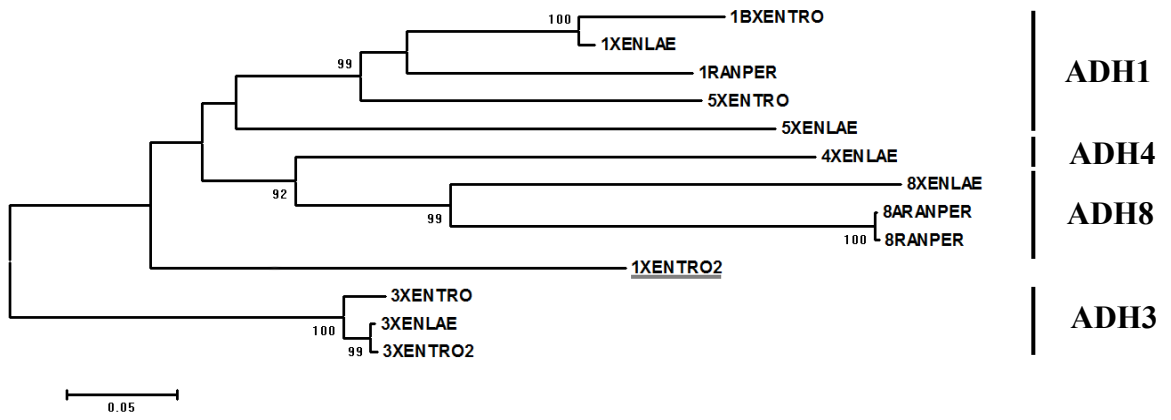 100
1BXENTRO
1XENLAE
99
1RANPER
5XENTRO
5XENLAE
ADH1
4XENLAE
ADH4
92
8XENLAE
99
8ARANPER
100
8RANPER
ADH8
1XENTRO2
3XENTRO
100
3XENLAE
99
3XENTRO2
ADH3
0.05